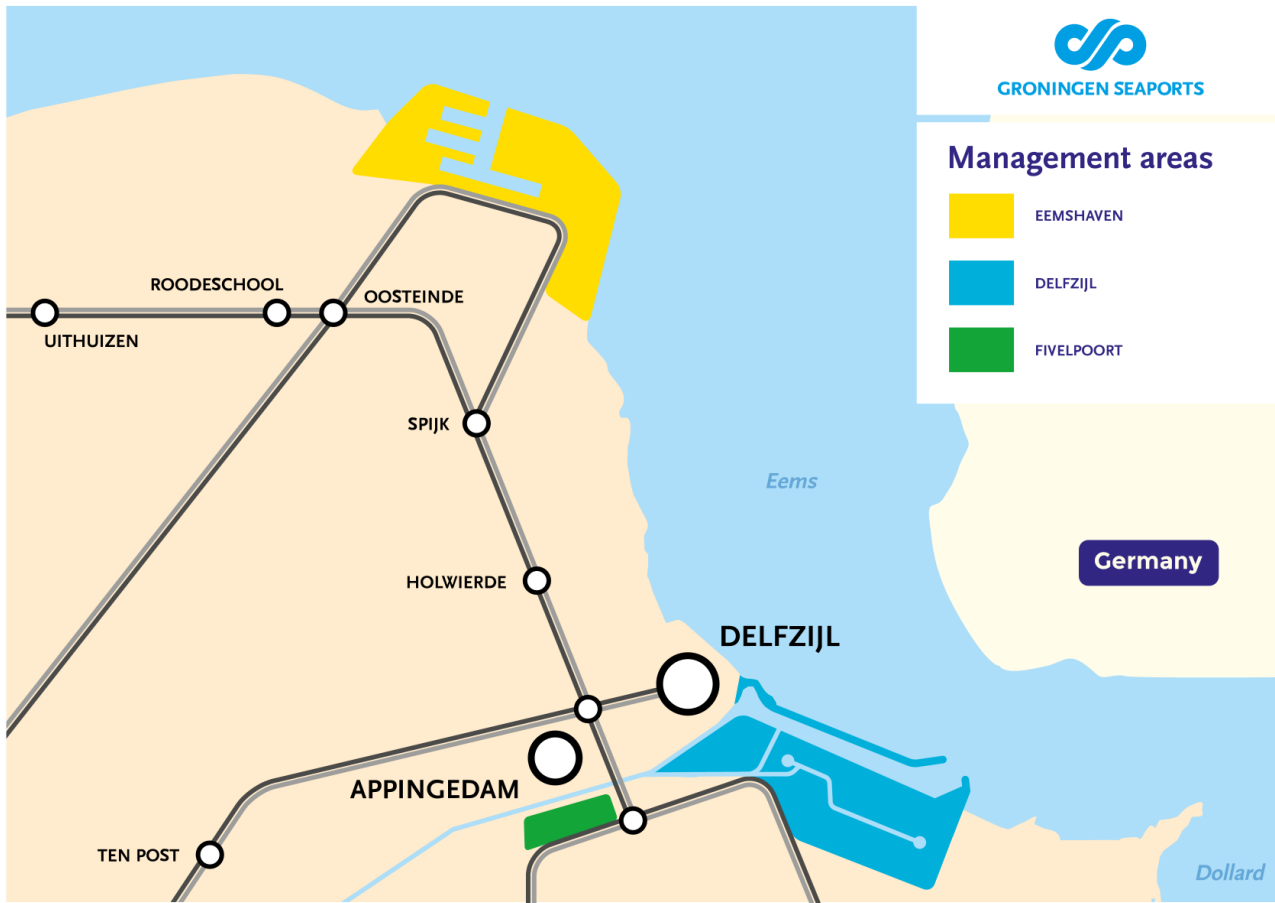 GRONINGEN SEAPORTS
Management areas
EEMSHAVEN
DELFZIJL
FIVELPOORT
ROODESCHOOL
OOSTEINDE
UITHUIZEN
SPIJK
Eems
Germany
HOLWIERDE
DELFZIJL
APPINGEDAM
TEN POST
Dollard